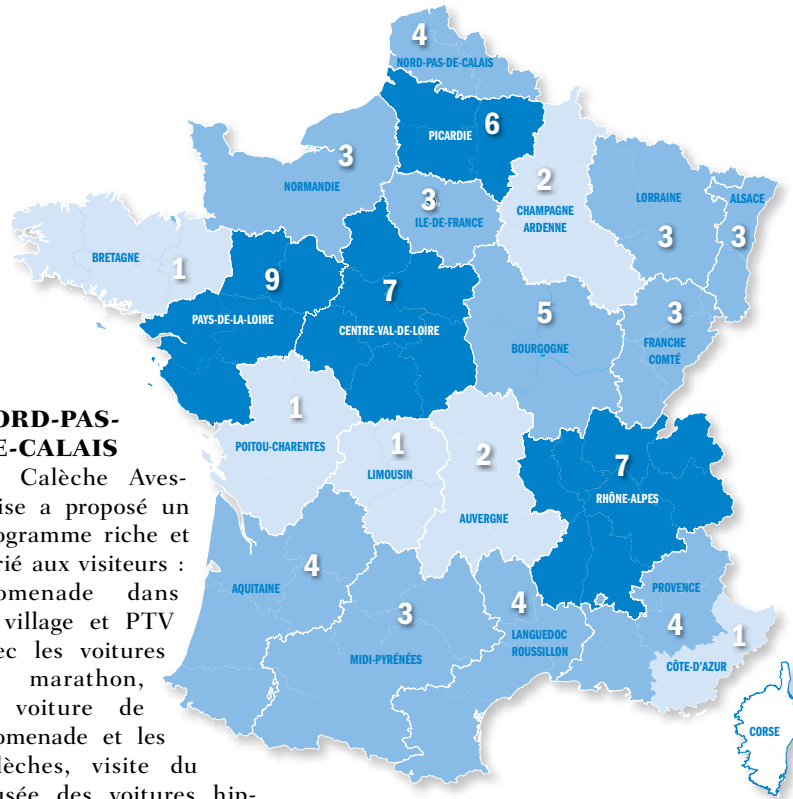 4
NORD-PAS-DE-CALAIS
PICARDIE
6
3
NORMANDIE
3
ILE-DE-FRANCE
2
CHAMPAGNE
ARDENNE
LORRAINE
3
ALSACE
3
BRETAGNE
1
9
PAYS-DE-LA-LOIRE
7
CENTRE-VAL-DE-LOIRE
5
BOURGOGNE
3
FRANCHE
COMTÉ
1
POITOU-CHARENTES
1
LIMOUSIN
2
AUVERGNE
7
RHÔNE-ALPES
AQUITAINE
4
3
MIDI-PYRÉNÉES
4
LANGUEDOC
ROUSSILLON
PROVENCE
4
1
CÔTE-D'AZUR
CORSE
ORD-PAS-
E-CALAIS
Calèche Aves-
ise a proposé un
ogramme riche et
rié aux visiteurs :
omenade dans
village et PTV
ec les voitures
marathon,
voiture de
omenade et les
lèches, visite du
usée des voitures hip-